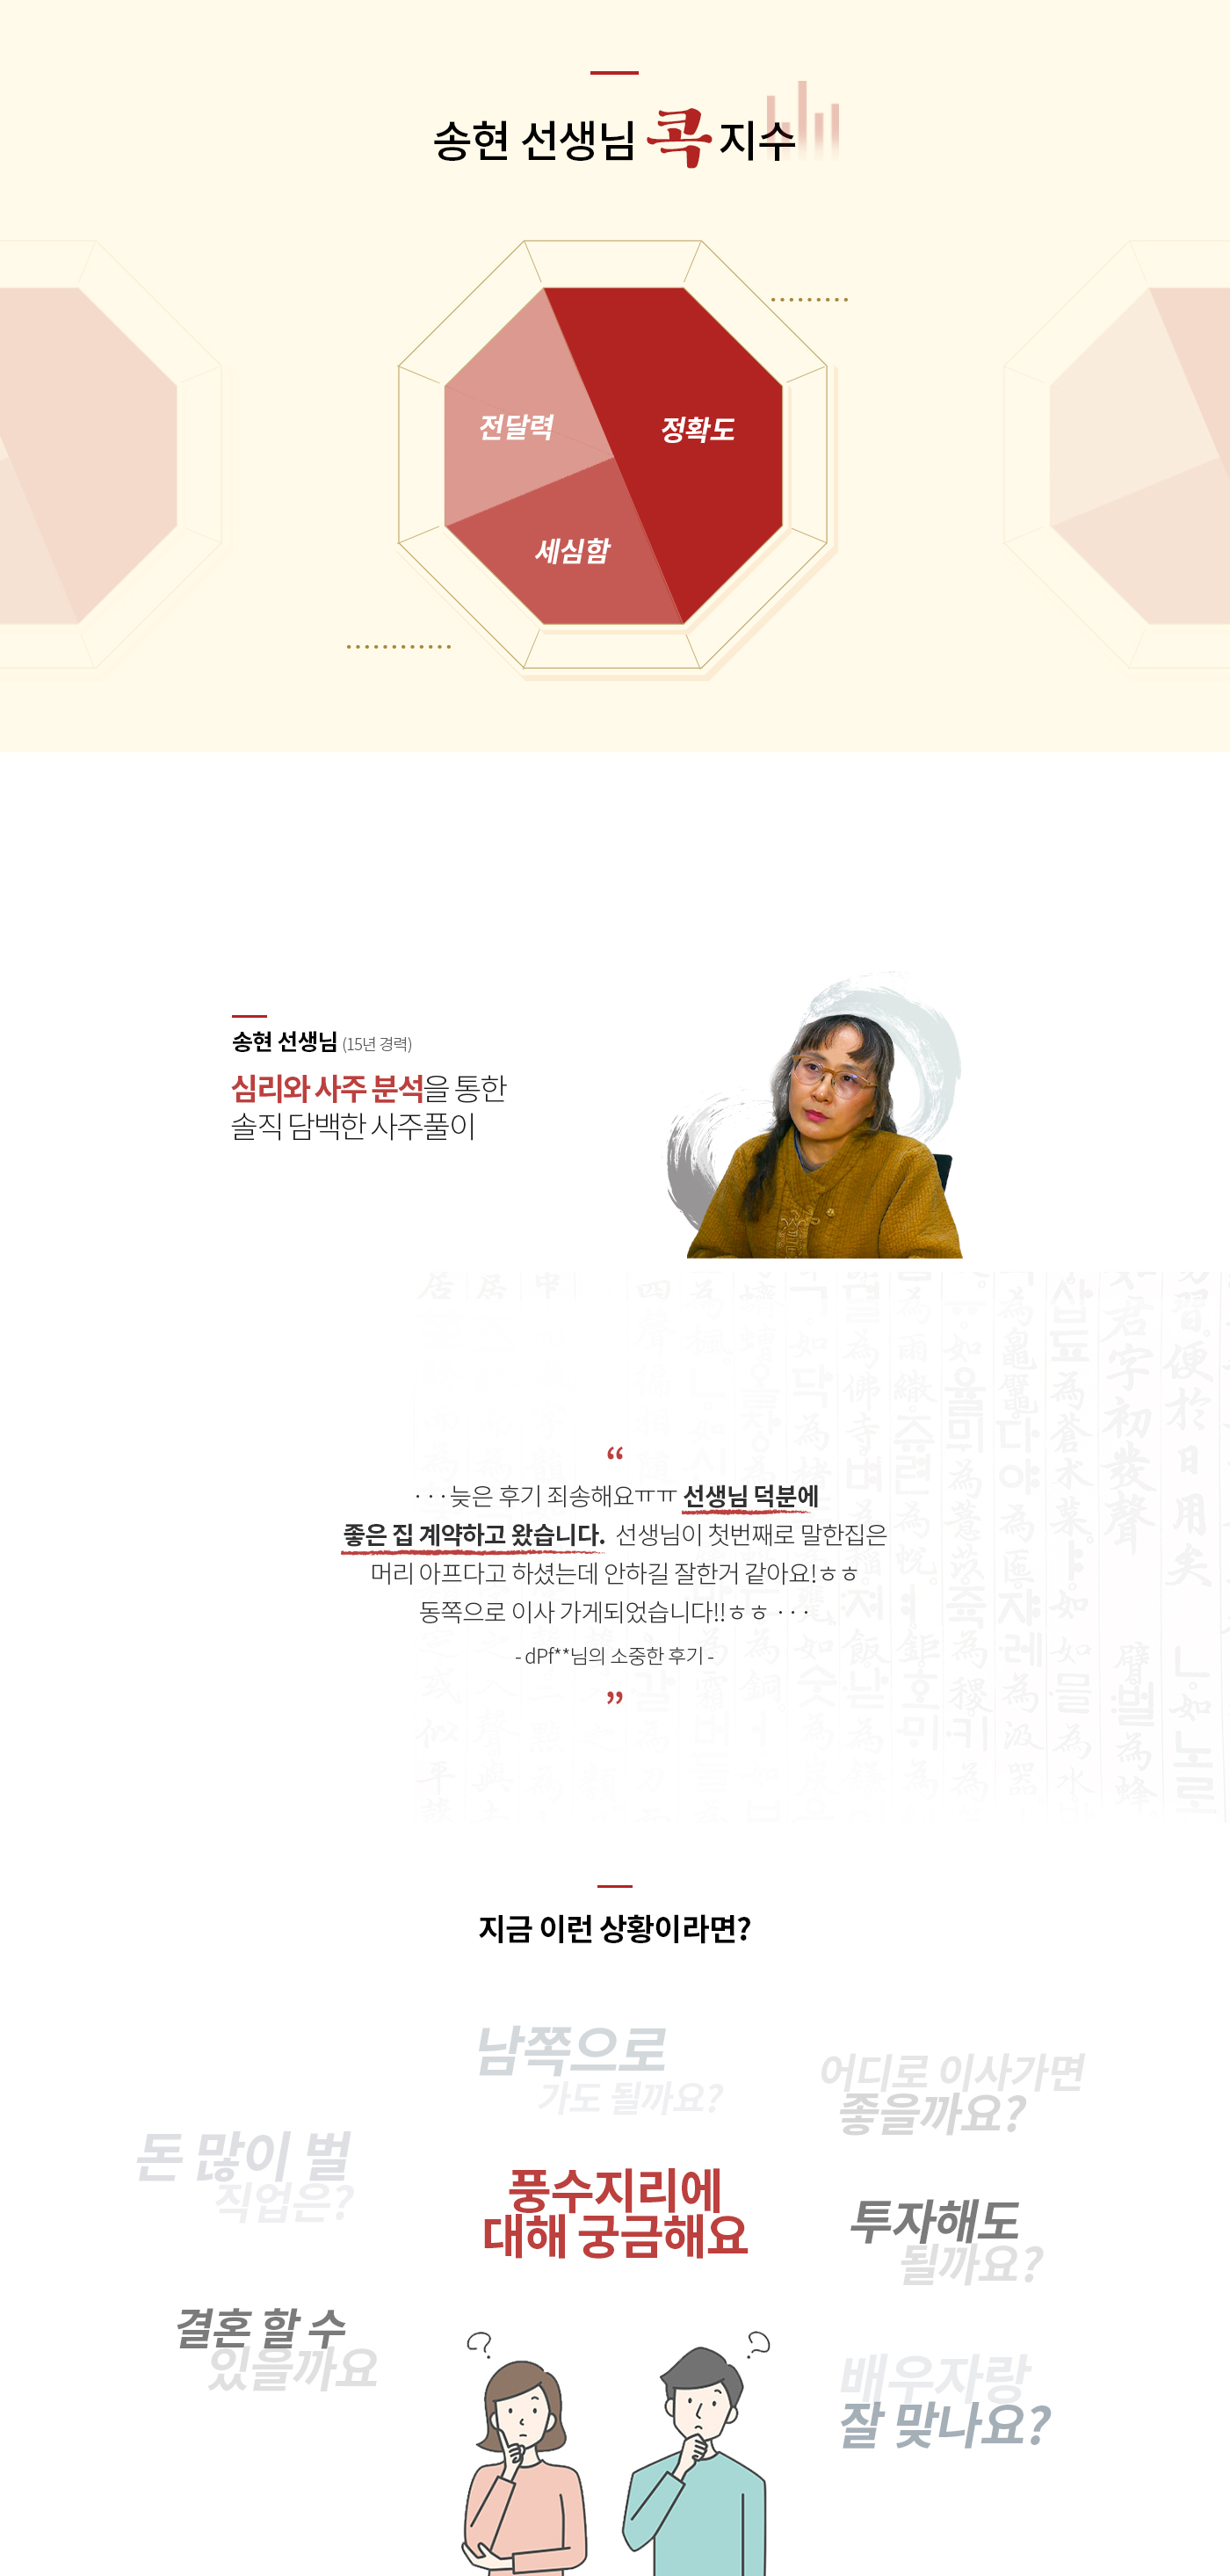 송현 선생님 콕 지수
전달력
정확도
세심함
송현 선생님 (15년 경력)
심리와 사주 분석을 통한
솔직 담백한 사주풀이
“
···늦은 후기 죄송해요ㅠㅠ 선생님 덕분에
좋은 집 계약하고 왔습니다. 선생님이 첫번째로 말한집은
머리 아프다고 하셨는데 안하길 잘한거 같아요!ㅎㅎ
동쪽으로 이사 가게되었습니다!!ㅎㅎ ···
- dPf**님의 소중한 후기 -
”
지금 이런 상황이라면?
남쪽으로
가도 될까요?
어디로 이사가면
좋을까요?
돈 많이 벌
직업은?
풍수지리에
대해 궁금해요
투자해도
될까요?
결혼 할 수
있을까요
배우자랑
잘 맞나요?